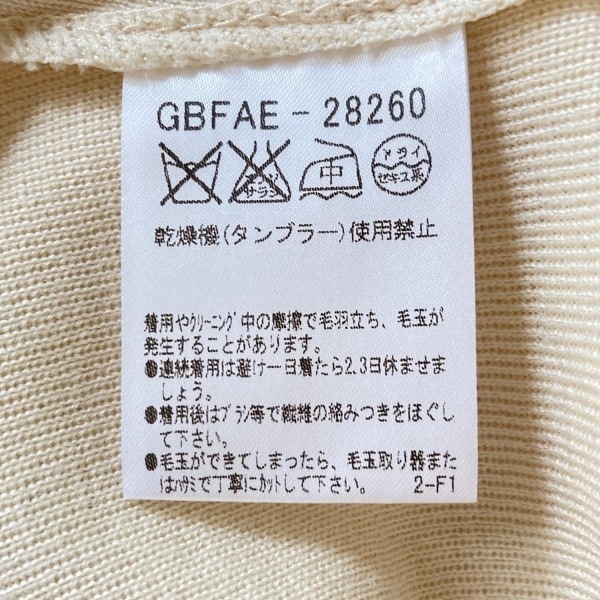 GBFAE-28260
エンソ サラシ 中 ドライ
セキユ系
乾燥機(タンブラー)使用禁止
着用やｸﾘｰﾆﾝｸﾞ中の摩擦で毛羽立ち、毛玉が
発生することがあります。
●連続着用は避け一日着たら2.3日休ませま
しょう。
●着用後はﾌﾞﾗｼ等で繊維の絡みつきをほぐし
て下さい。
●毛玉ができてしまったら、毛玉取り器また
はﾊｻﾐで丁寧にｶｯﾄして下さい。 2-F1